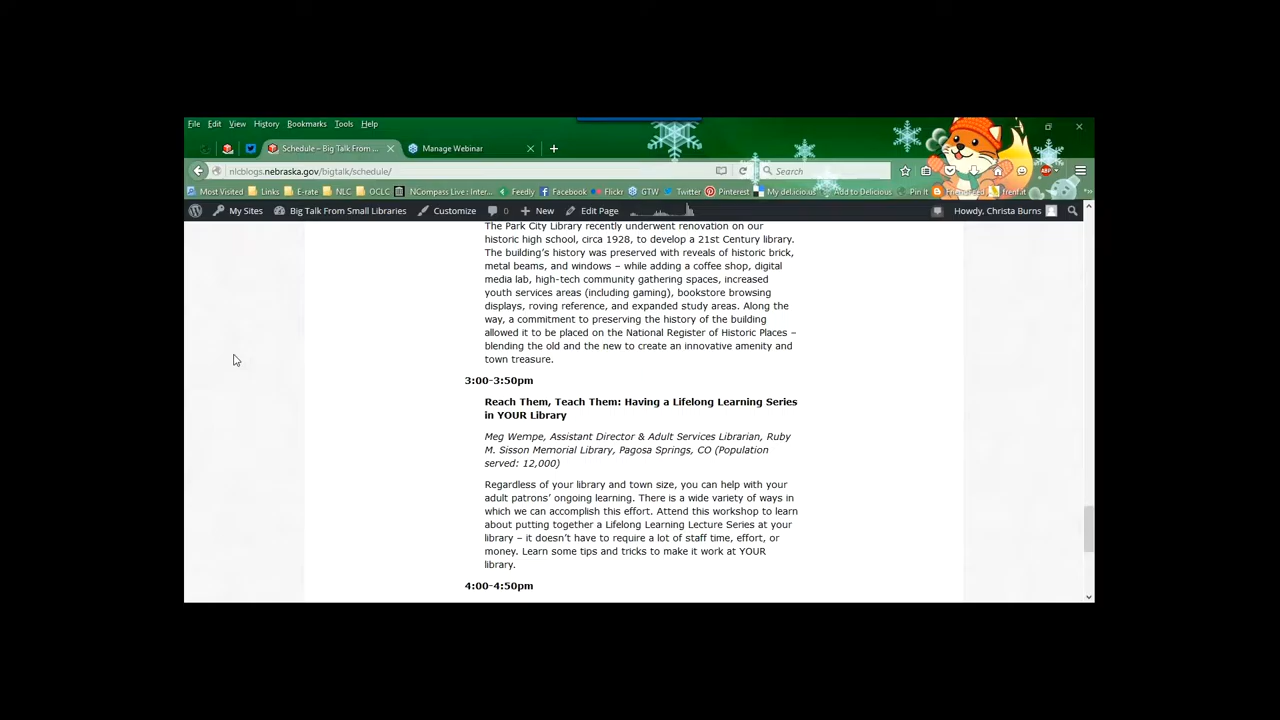 File Edit View History Bookmarks Tools Help
Schedule – Big Talk From ... Manage Webinar
nlcblogs.nebraska.gov/bigtalk/schedule/ Search
Most Visited Links E-rate NLC OCLC NCompass Live: Inter... Feedly Facebook Flickr GTW Twitter Pinterest My delicious Add to Delicious Pin it
My Sites Big Talk From Small Libraries Customize 0 New Edit Page Howdy, Christa Burns
The Park City Library recently underwent renovation on our
historic high school, circa 1928, to develop a 21st Century library.
The building's history was preserved with reveals of historic brick,
metal beams, and windows – while adding a coffee shop, digital
media lab, high-tech community gathering spaces, increased
youth services areas (including gaming), bookstore browsing
displays, roving reference, and expanded study areas. Along the
way, a commitment to preserving the history of the building
allowed it to be placed on the National Register of Historic Places –
blending the old and the new to create an innovative amenity and
town treasure.
3:00-3:50pm
Reach Them, Teach Them: Having a Lifelong Learning Series
in YOUR Library
Meg Wempe, Assistant Director & Adult Services Librarian, Ruby
M. Sisson Memorial Library, Pagosa Springs, CO (Population
served: 12,000)
Regardless of your library and town size, you can help with your
adult patrons' ongoing learning. There is a wide variety of ways in
which we can accomplish this effort. Attend this workshop to learn
about putting together a Lifelong Learning Lecture Series at your
library – it doesn't have to require a lot of staff time, effort, or
money. Learn some tips and tricks to make it work at YOUR
library.
4:00-4:50pm